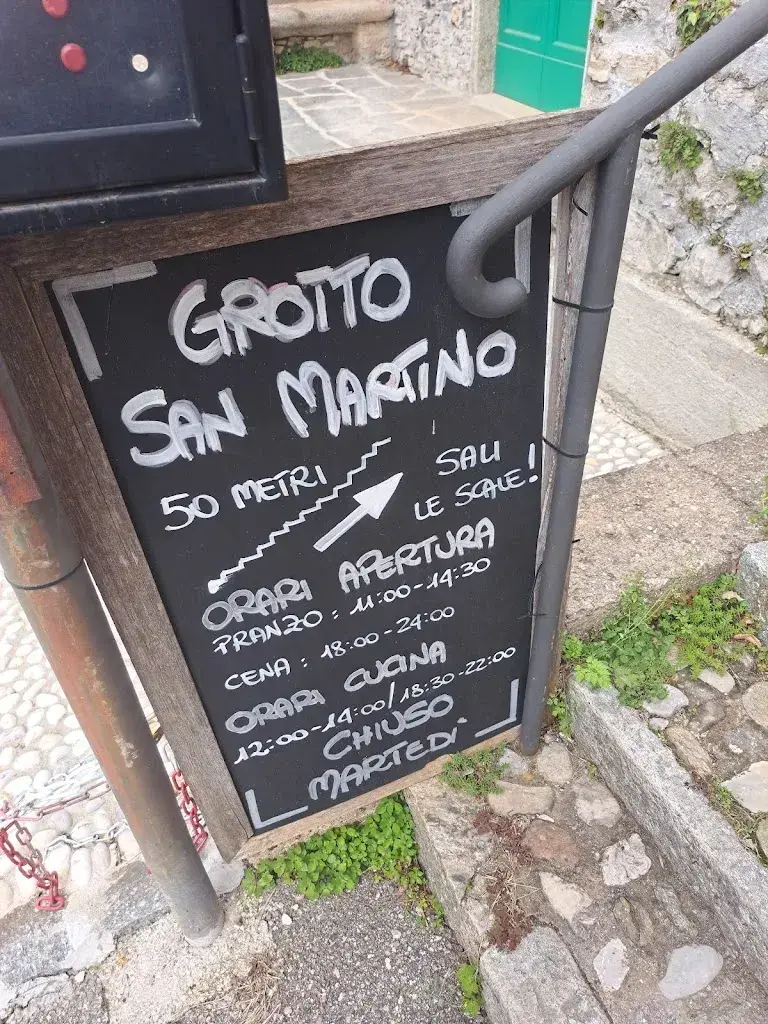 GROTTO
SAN MARTINO
50 METRI
SALI
LE SCALE!
ORARI APERTURA
PRANZO: 11:00-14:30
CENA: 18:00-24:00
ORARI CUCINA
12:00-14:00/18:30-22:00
CHIUSO
MARTEDÌ